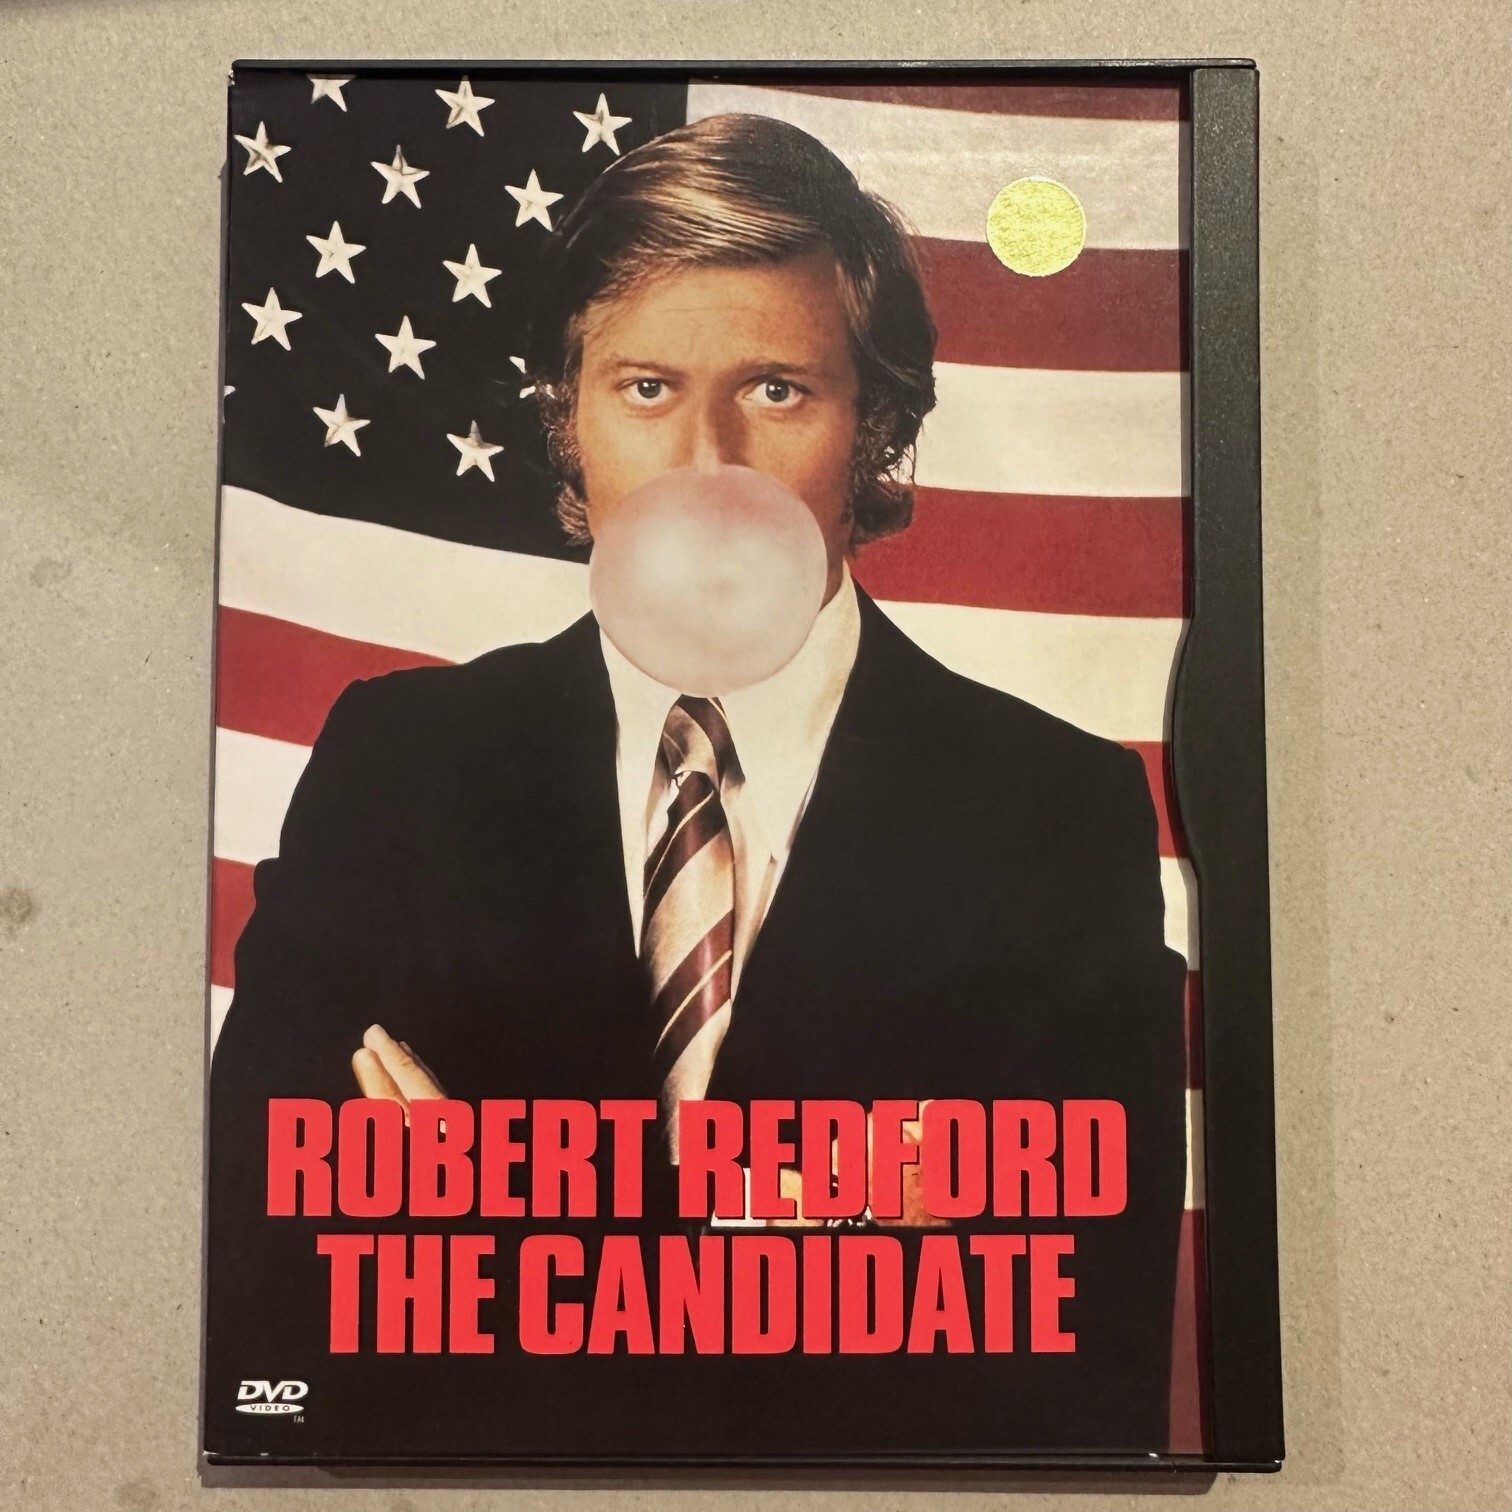 ROBERT REDFORD
THE CANDIDATE
DVD
VIDEO